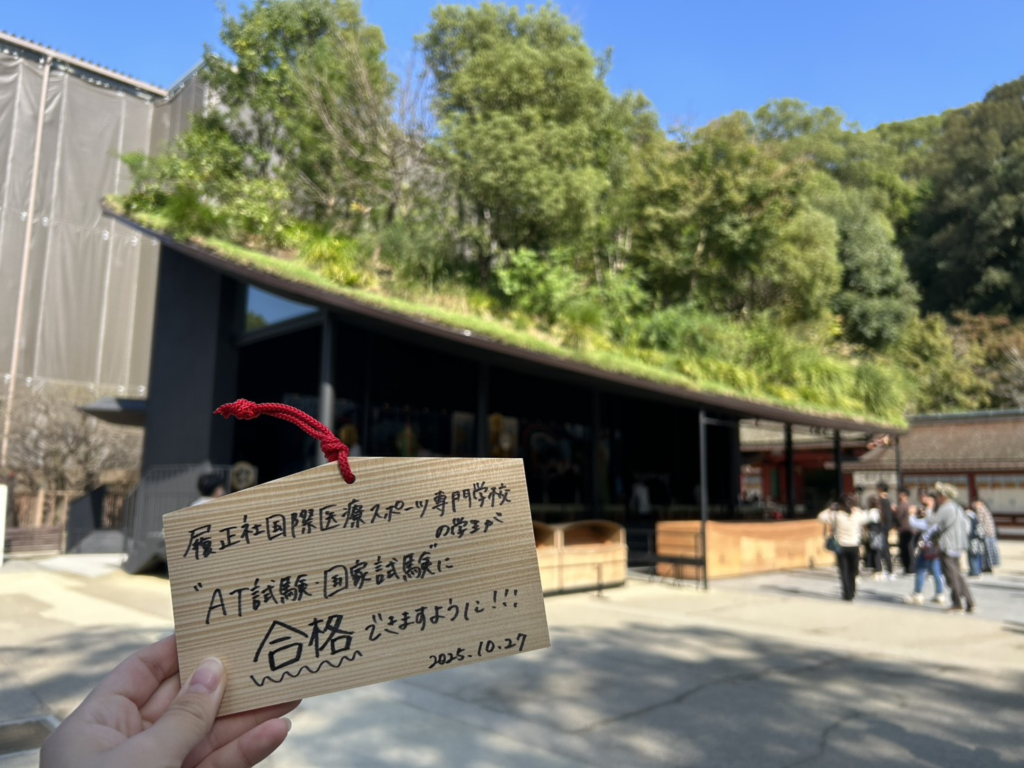 履正社国際医療スポーツ専門学校
の学生が
"AT試験・国家試験"に
合格できますように!!!
2025.10.27